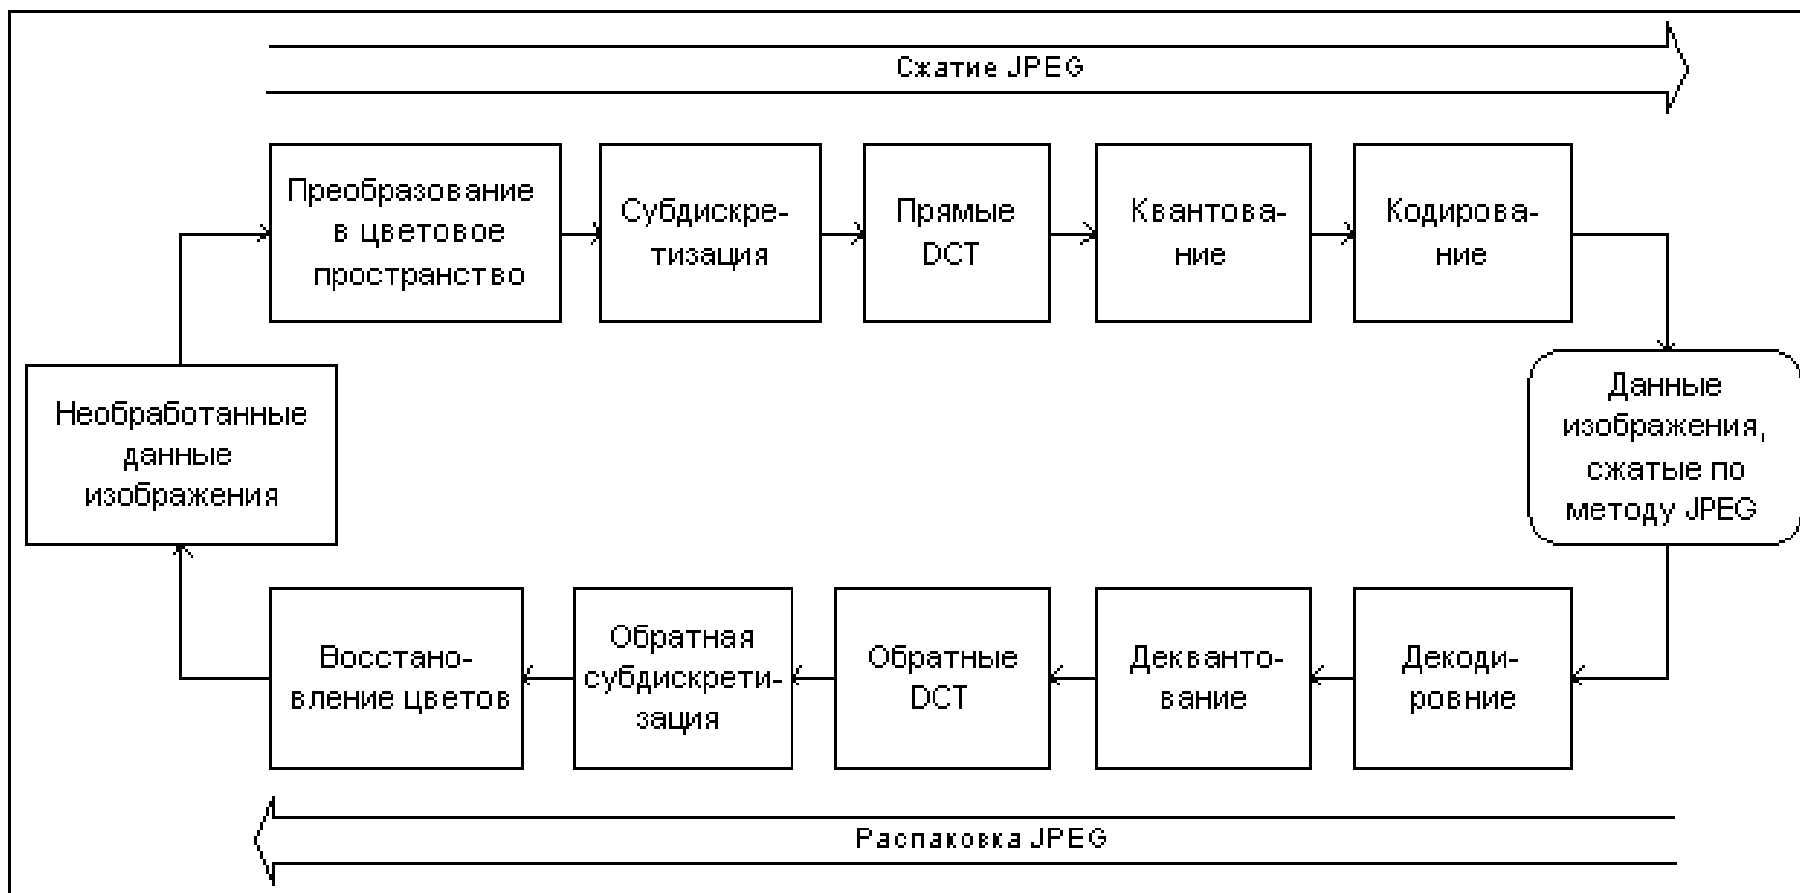 Сжатие JPEG
Преобразование
в цветовое
пространство
Субдискре-
тизация
Прямые
DCT
Квантова-
ние
Кодирова-
ние
Необработанные
данные
изображения
Данные
изображения,
сжатые по
методу JPEG
Восстано-
вление цветов
Обратная
субдискрети-
зация
Обратные
DCT
Декванто-
вание
Декоди-
ровние
Распаковка JPEG